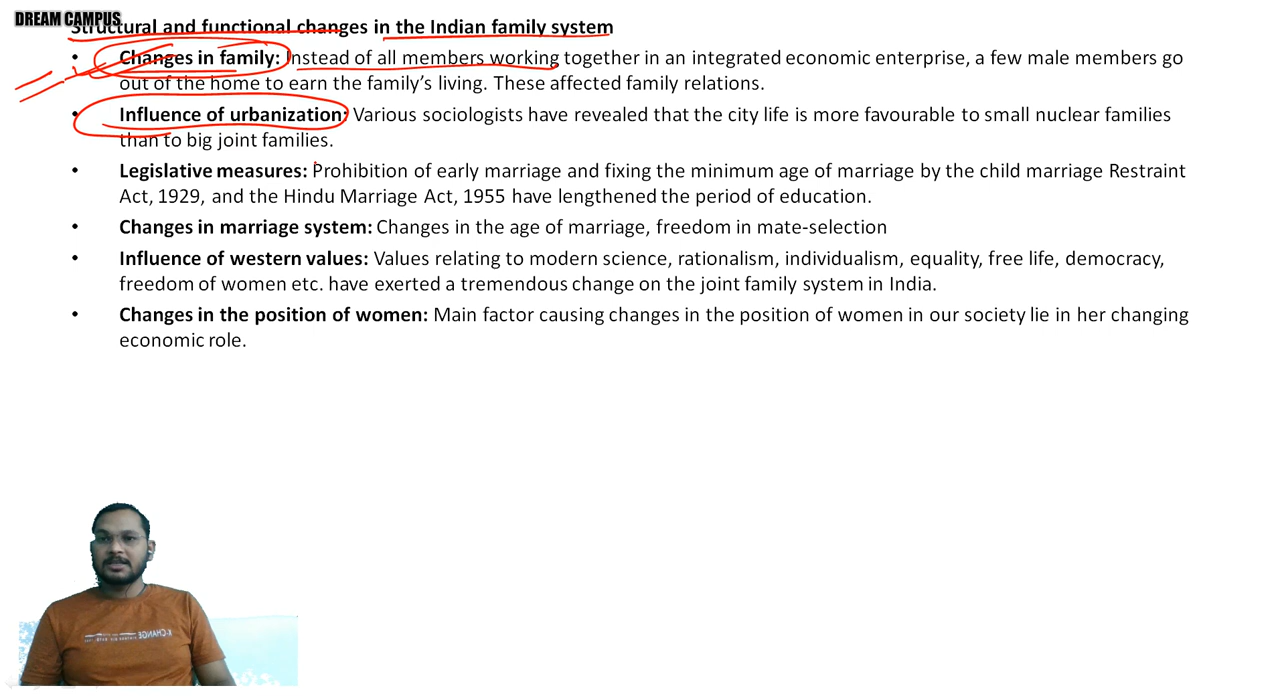 DREAM CAMPUS
Structural and functional changes in the Indian family system
• Changes in family: Instead of all members working together in an integrated economic enterprise, a few male members go
out of the home to earn the family's living. These affected family relations.
• Influence of urbanization: Various sociologists have revealed that the city life is more favourable to small nuclear families
than to big joint families.
• Legislative measures: Prohibition of early marriage and fixing the minimum age of marriage by the child marriage Restraint
Act, 1929, and the Hindu Marriage Act, 1955 have lengthened the period of education.
• Changes in marriage system: Changes in the age of marriage, freedom in mate-selection
• Influence of western values: Values relating to modern science, rationalism, individualism, equality, free life, democracy,
freedom of women etc. have exerted a tremendous change on the joint family system in India.
• Changes in the position of women: Main factor causing changes in the position of women in our society lie in her changing
economic role.